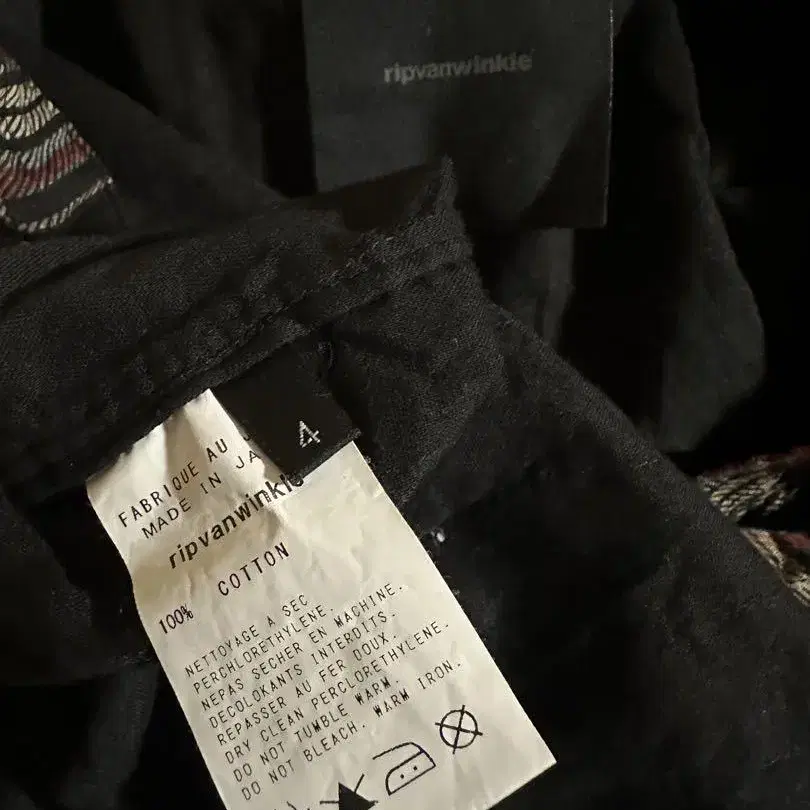 ripvanwinkle
4
FABRIQUE AU J
MADE IN JA
ripvanwinkle
100% COTTON
NETTOYAGE A SEC
PERCHLORETHYLENE.
NEPAS SECHER EN MACHINE.
DECOLOKANTS INTERDITS.
REPASSER AU FER DOUX.
DRY CLEAN PERCLORETHYLENE.
DO NOT TUMBLE WARM.
DO NOT BLEACH. WARM IRON.